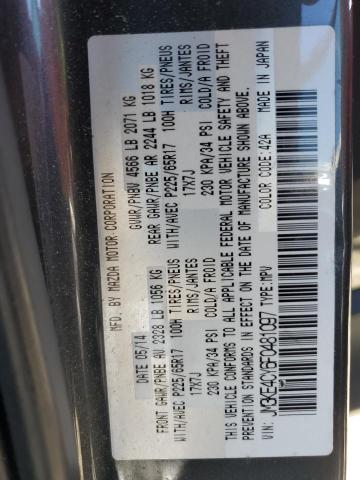 MFD. BY MAZDA MOTOR CORPORATION
DATE 05/14 GVWR/PNBV 4566 LB 2071 KG
FRONT GAWR/PNBE AV 2328 LB 1056 KG REAR GAWR/PNBE AR 2244 LB 1018 KG
WITH/AVEC P225/65R17 100H TIRES/PNEUS WITH/AVEC P225/65R17 100H TIRES/PNEUS
17X7J RIMS/JANTES 17X7J RIMS/JANTES
230 KPA/34 PSI COLD/A FROID 230 KPA/34 PSI COLD/A FROID
THIS VEHICLE CONFORMS TO ALL APPLICABLE FEDERAL MOTOR VEHICLE SAFETY AND THEFT
PREVENTION STANDARDS IN EFFECT ON THE DATE OF MANUFACTURE SHOWN ABOVE.
VIN: JM3KE4CY6F0481097 TYPE:MPV COLOR CODE:42A MADE IN JAPAN